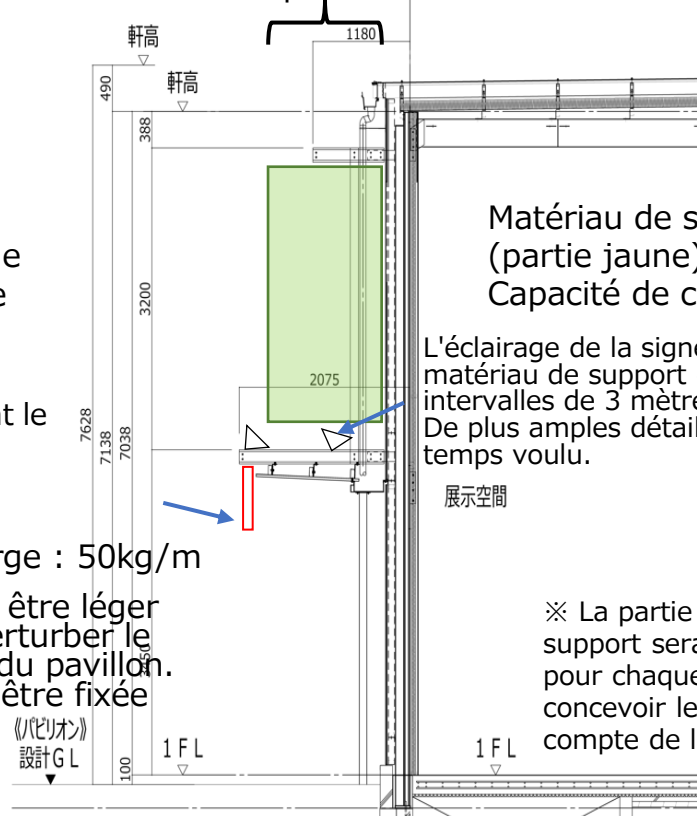 1180
軒高
軒高
490
388
Matériau de s
(partie jaune)
Capacité de c
e
e
3200
L'éclairage de la signe
matériau de support
intervalles de 3 mètre
De plus amples détail
temps voulu.
2075
t le
7628
7138
7038
展示空間
rge : 50kg/m
être léger
erturber le
du pavillon.
être fixée
※ La partie
support sera
pour chaque
concevoir le
compte de l
《パビリオン》
設計GL
1FL
1FL
100